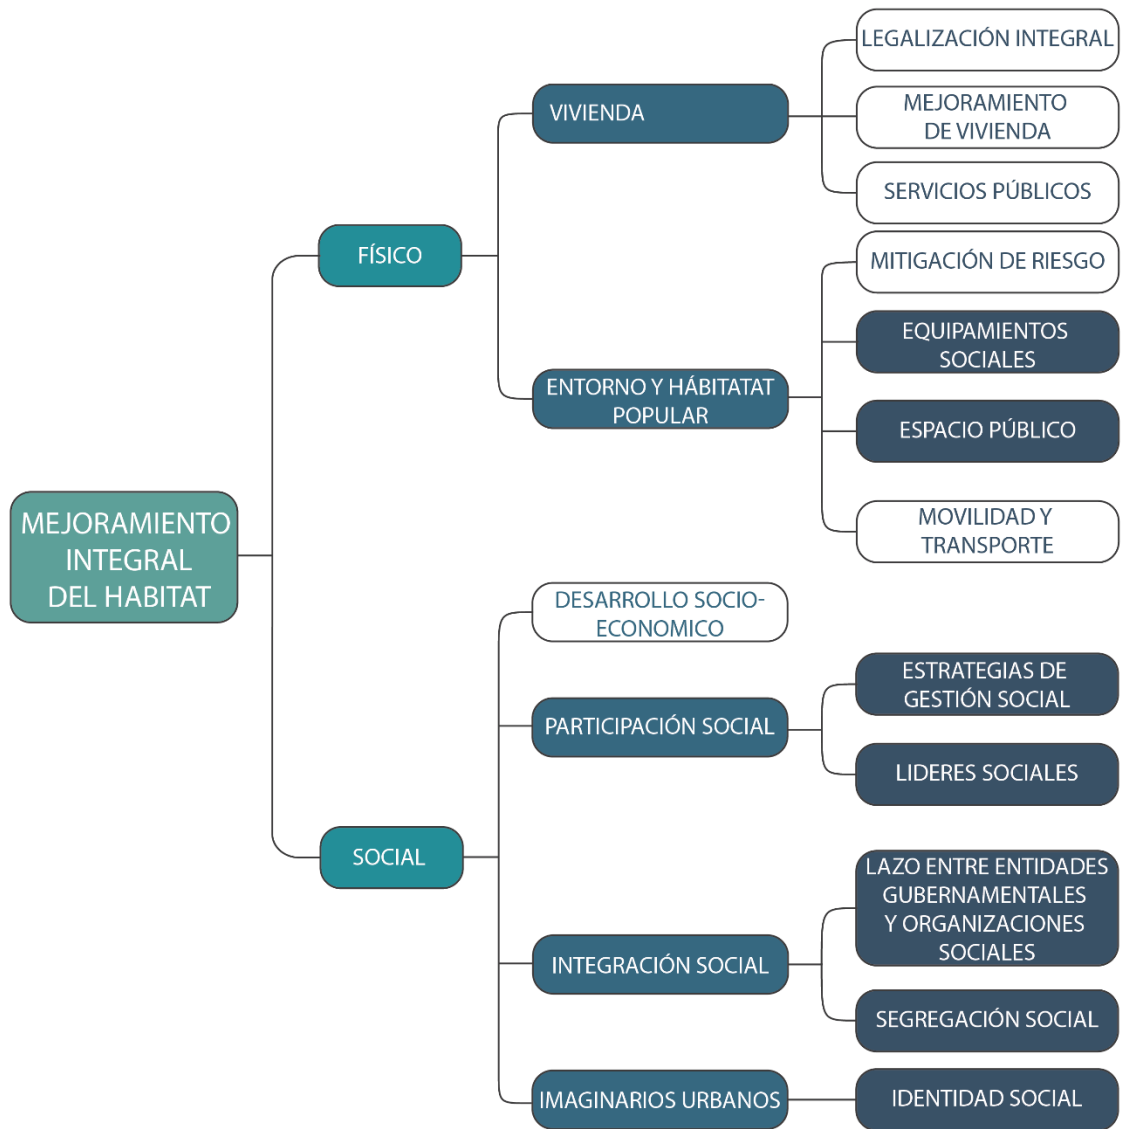 LEGALIZACIÓN INTEGRAL
MEJORAMIENTO
DE VIVIENDA
VIVIENDA
SERVICIOS PÚBLICOS
FÍSICO
MITIGACIÓN DE RIESGO
EQUIPAMIENTOS
SOCIALES
ENTORNO Y HÁBITATAT
POPULAR
ESPACIO PÚBLICO
MOVILIDAD Y
TRANSPORTE
MEJORAMIENTO
INTEGRAL
DEL HABITAT
DESARROLLO SOCIO-
ECONOMICO
ESTRATEGIAS DE
GESTIÓN SOCIAL
PARTICIPACIÓN SOCIAL
LIDERES SOCIALES
SOCIAL
LAZO ENTRE ENTIDADES
GUBERNAMENTALES
Y ORGANIZACIONES
SOCIALES
INTEGRACIÓN SOCIAL
SEGREGACIÓN SOCIAL
IMAGINARIOS URBANOS
IDENTIDAD SOCIAL